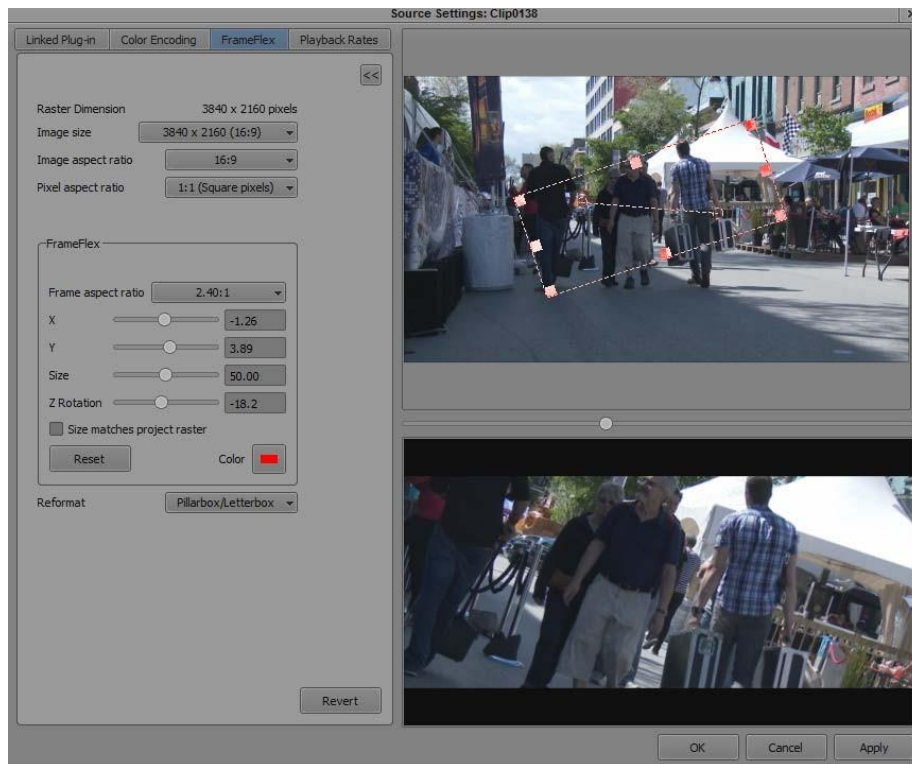 Source Settings: Clip0138
Linked Plug-in Color Encoding FrameFlex Playback Rates
<<
Raster Dimension 3840 x 2160 pixels
Image size 3840 x 2160 (16:9)
Image aspect ratio 16:9
Pixel aspect ratio 1:1 (Square pixels)
FrameFlex
Frame aspect ratio 2.40:1
X -1.26
Y 3.89
Size 50.00
Z Rotation -18.2
Size matches project raster
Reset Color
Reformat Pillarbox/Letterbox
Revert
OK Cancel Apply